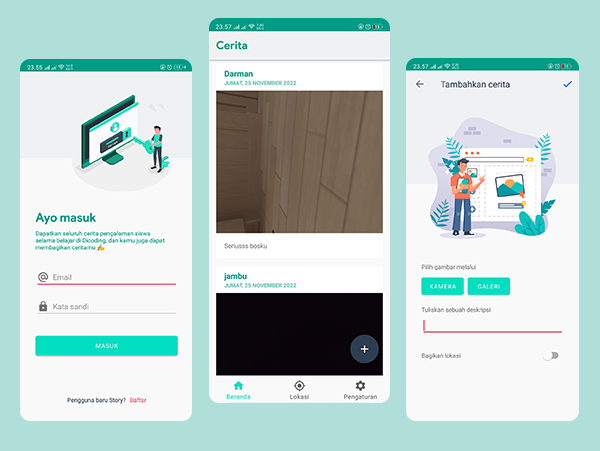 23.55
Ayo masuk
Dapatkan seluruh cerita pengalaman siswa
selama belajar di Dicoding, dan kamu juga dapat
membagikan ceritamu ✍
Email
Kata sandi
MASUK
Pengguna baru Story? Daftar
23.57
Cerita
Darman
JUMAT, 25 NOVEMBER 2022
Seriusss bosku
jambu
JUMAT, 25 NOVEMBER 2022
+
Beranda
Lokasi
Pengaturan
23.57
Tambahkan cerita
Pilih gambar melalui
KAMERA
GALERI
Tuliskan sebuah deskripsi
Bagikan lokasi